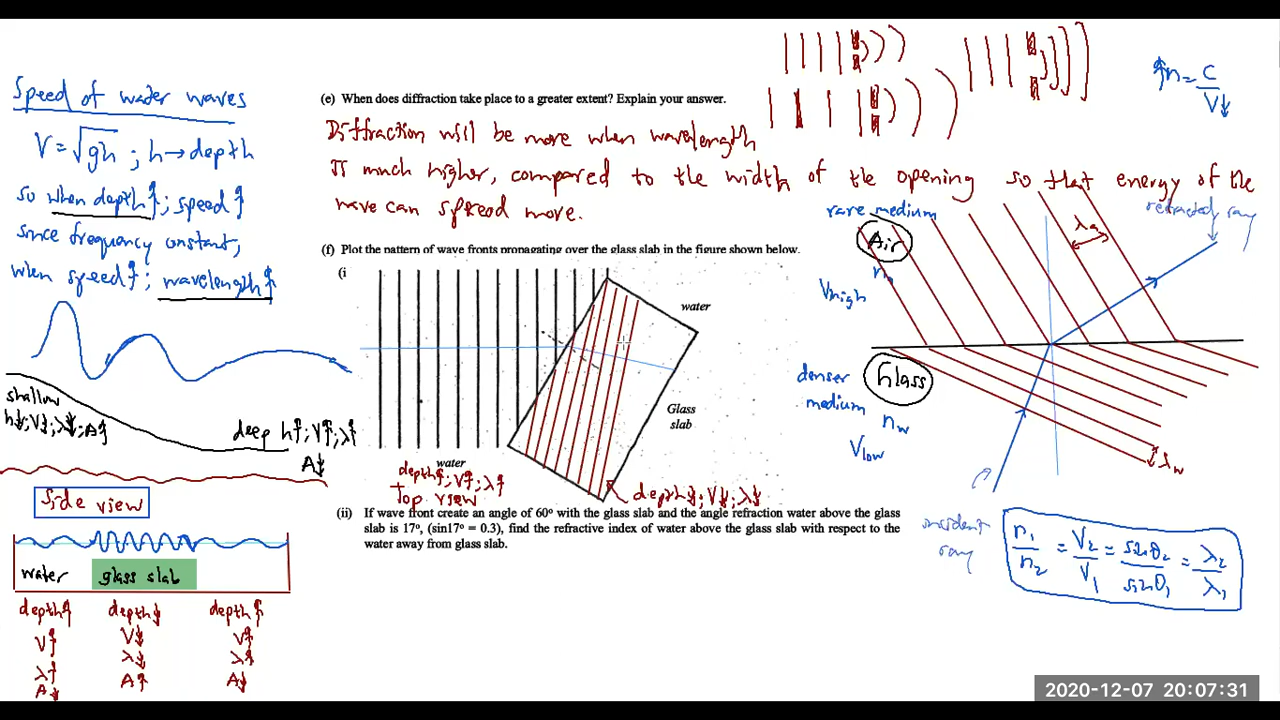 Speed of water waves
V = √gh ; h → depth
so when depth↑; speed↑
since frequency constant,
when speed↑; wavelength↑
shallow
h↓; V↓; λ↓; A↑
deep h↑; V↑; λ↑
A↓
Side view
water glass slab
depth↑ depth↓ depth↑
V↑ V↓ V↑
λ↑ λ↓ λ↑
A↓ A↑ A↓
(e) When does diffraction take place to a greater extent? Explain your answer.
Diffraction will be more when wavelength
Is much higher, compared to the width of the opening so that energy of the
wave can spread more.
(f) Plot the pattern of wave fronts propagating over the glass slab in the figure shown below.
(i
water
Glass
slab
water
depth↑; V↑; λ↑
Top view
depth↓; V↓; λ↓
(ii) If wave front create an angle of 60° with the glass slab and the angle refraction water above the glass
slab is 17°, (sin17° = 0.3), find the refractive index of water above the glass slab with respect to the
water away from glass slab.
↑n = C/V↓
rare medium
Air
Vhigh
refracted ray
λa
denser
medium
Glass
nw
Vlow
λw
incident
ray
n1/n2 = V2/V1 = sinθ2/sinθ1 = λ2/λ1
2020-12-07 20:07:31